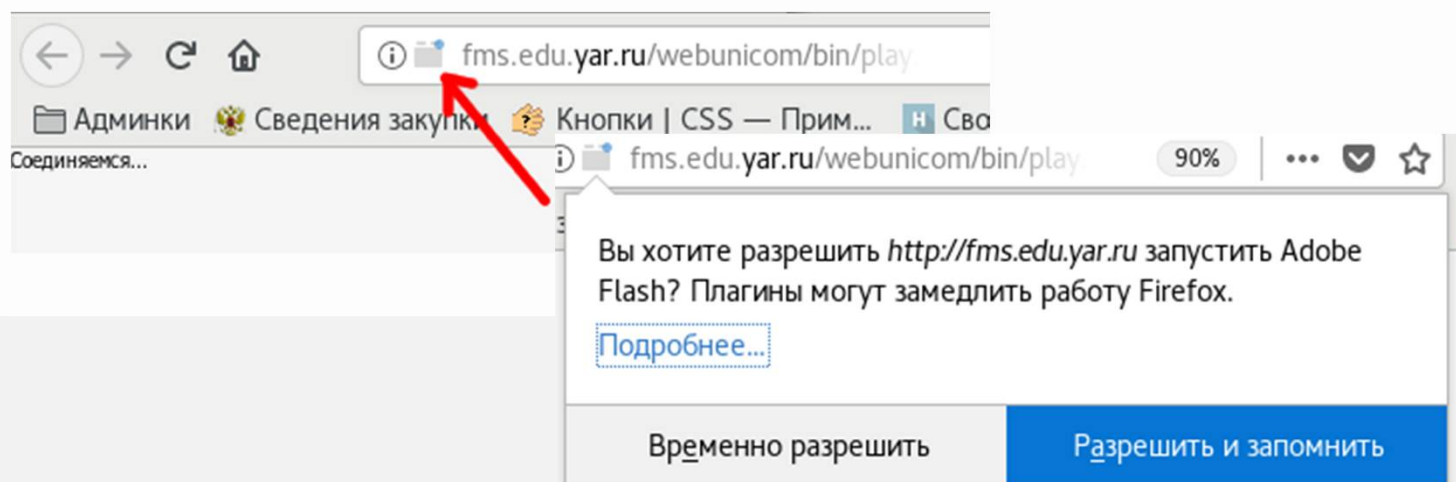 fms.edu.yar.ru/webunicom/bin/play
Админки Сведения закупки Кнопки | CSS — Прим... H Сво
Соединяемся...
fms.edu.yar.ru/webunicom/bin/play 90%
Вы хотите разрешить http://fms.edu.yar.ru запустить Adobe
Flash? Плагины могут замедлить работу Firefox.
Подробнее...
Временно разрешить Разрешить и запомнить